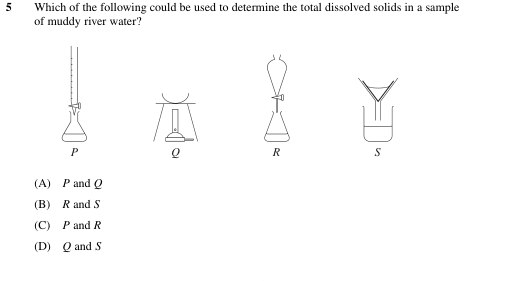 5 Which of the following could be used to determine the total dissolved solids in a sample
of muddy river water?
P Q R S
(A) P and Q
(B) R and S
(C) P and R
(D) Q and S